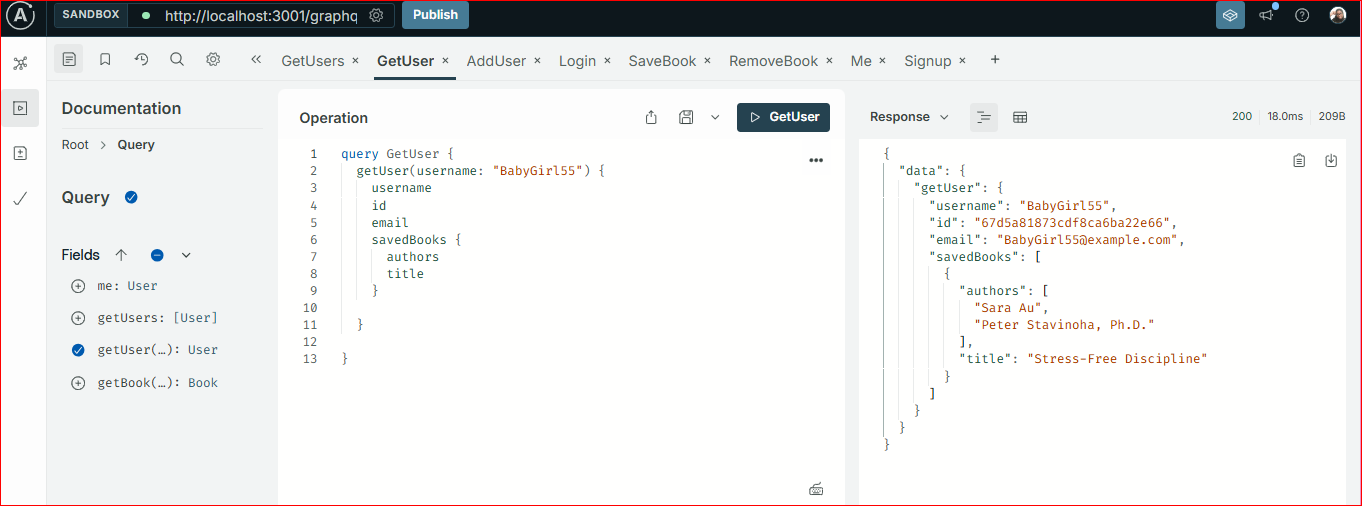 SANDBOX http://localhost:3001/graphq Publish
GetUsers × GetUser × AddUser × Login × SaveBook × RemoveBook × Me × Signup × +
Documentation
Root > Query
Query
Fields
me: User
getUsers: [User]
getUser(…): User
getBook(…): Book
Operation
GetUser
1 query GetUser {
2 getUser(username: "BabyGirl55") {
3 username
4 id
5 email
6 savedBooks {
7 authors
8 title
9 }
10
11 }
12
13 }
Response 200 18.0ms 209B
{
"data": {
"getUser": {
"username": "BabyGirl55",
"id": "67d5a81873cdf8ca6ba22e66",
"email": "BabyGirl55@example.com",
"savedBooks": [
{
"authors": [
"Sara Au",
"Peter Stavinoha, Ph.D."
],
"title": "Stress-Free Discipline"
}
]
}
}
}